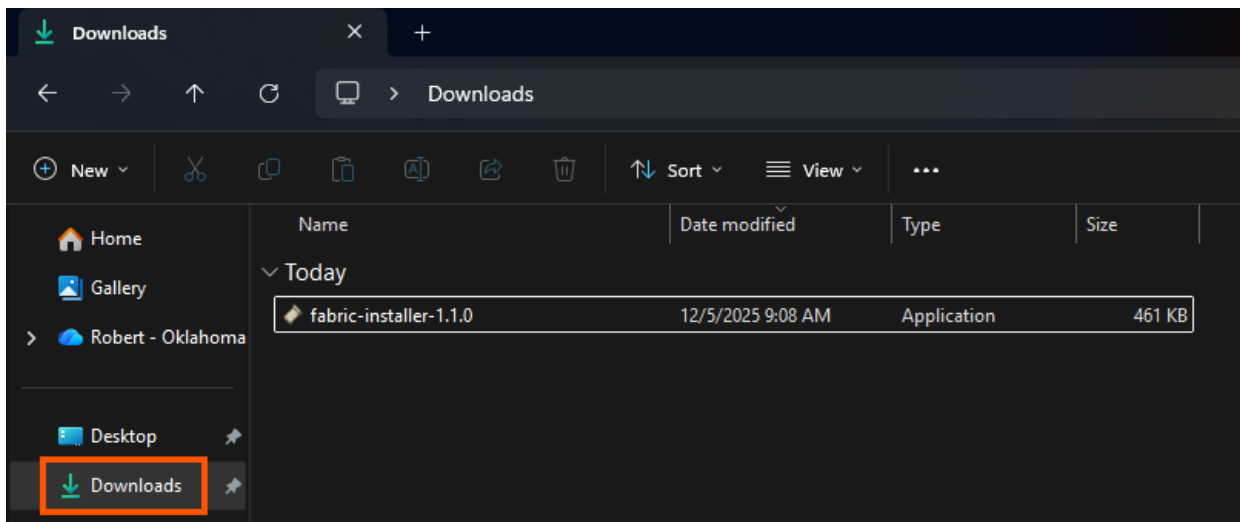 Downloads
Downloads
New Sort View
Name Date modified Type Size
Home
Today
Gallery
fabric-installer-1.1.0 12/5/2025 9:08 AM Application 461 KB
Robert - Oklahoma
Desktop
Downloads